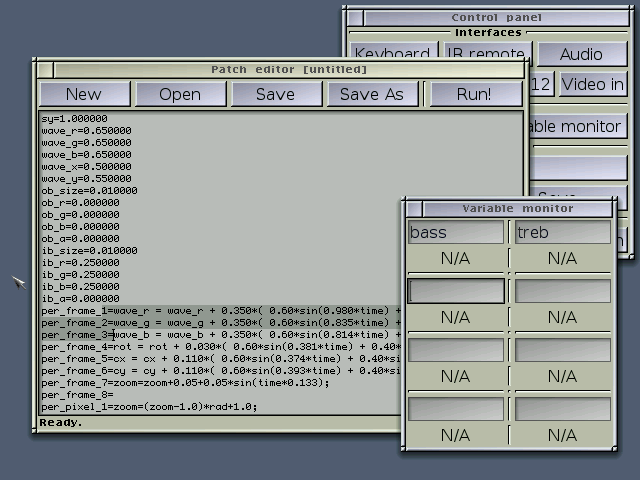 Control panel
Interfaces
Keyboard IR remote Audio
12 Video in
Patch editor [untitled]
New Open Save Save As Run!
ble monitor
sy=1.000000
wave_r=0.650000
wave_g=0.650000
wave_b=0.650000
wave_x=0.500000
wave_y=0.550000
ob_size=0.010000
ob_r=0.000000
ob_g=0.000000
ob_b=0.000000
ob_a=0.000000
ib_size=0.010000
ib_r=0.250000
ib_g=0.250000
ib_b=0.250000
ib_a=0.000000
per_frame_1=wave_r = wave_r + 0.350*( 0.60*sin(0.980*time) +
per_frame_2=wave_g = wave_g + 0.350*( 0.60*sin(0.835*time) +
per_frame_3=wave_b = wave_b + 0.350*( 0.60*sin(0.814*time) +
per_frame_4=rot = rot + 0.030*( 0.60*sin(0.381*time) + 0.40*
per_frame_5=cx = cx + 0.110*( 0.60*sin(0.374*time) + 0.40*si
per_frame_6=cy = cy + 0.110*( 0.60*sin(0.393*time) + 0.40*si
per_frame_7=zoom=zoom+0.05+0.05*sin(time*0.133);
per_frame_8=
per_pixel_1=zoom=(zoom-1.0)*rad+1.0;
Ready.
Variable monitor
bass treb
N/A N/A
N/A N/A
N/A N/A
N/A N/A